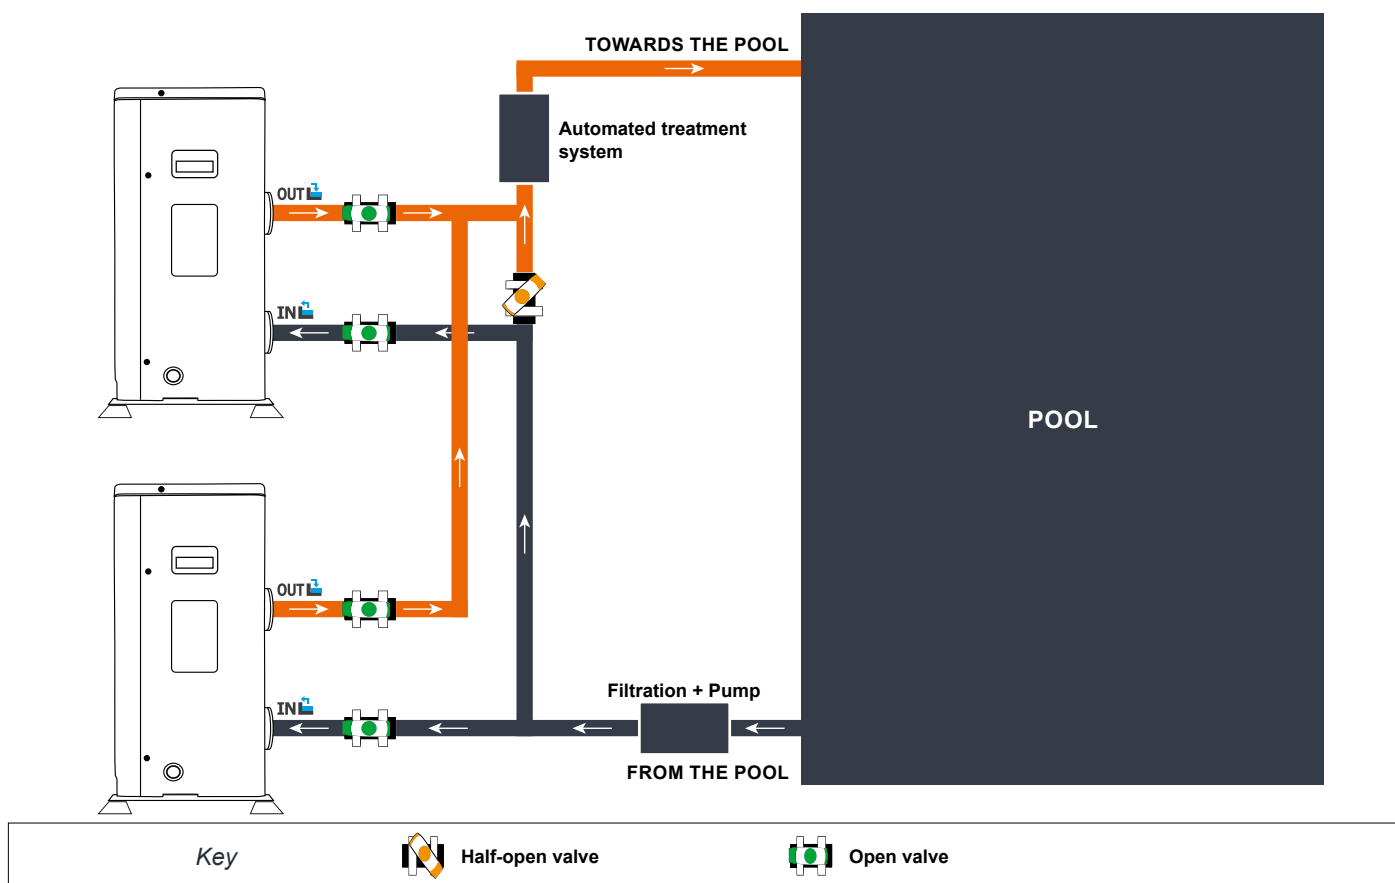 TOWARDS THE POOL
Automated treatment
system
OUT
IN
POOL
OUT
IN
Filtration + Pump
FROM THE POOL
Key
Half-open valve
Open valve